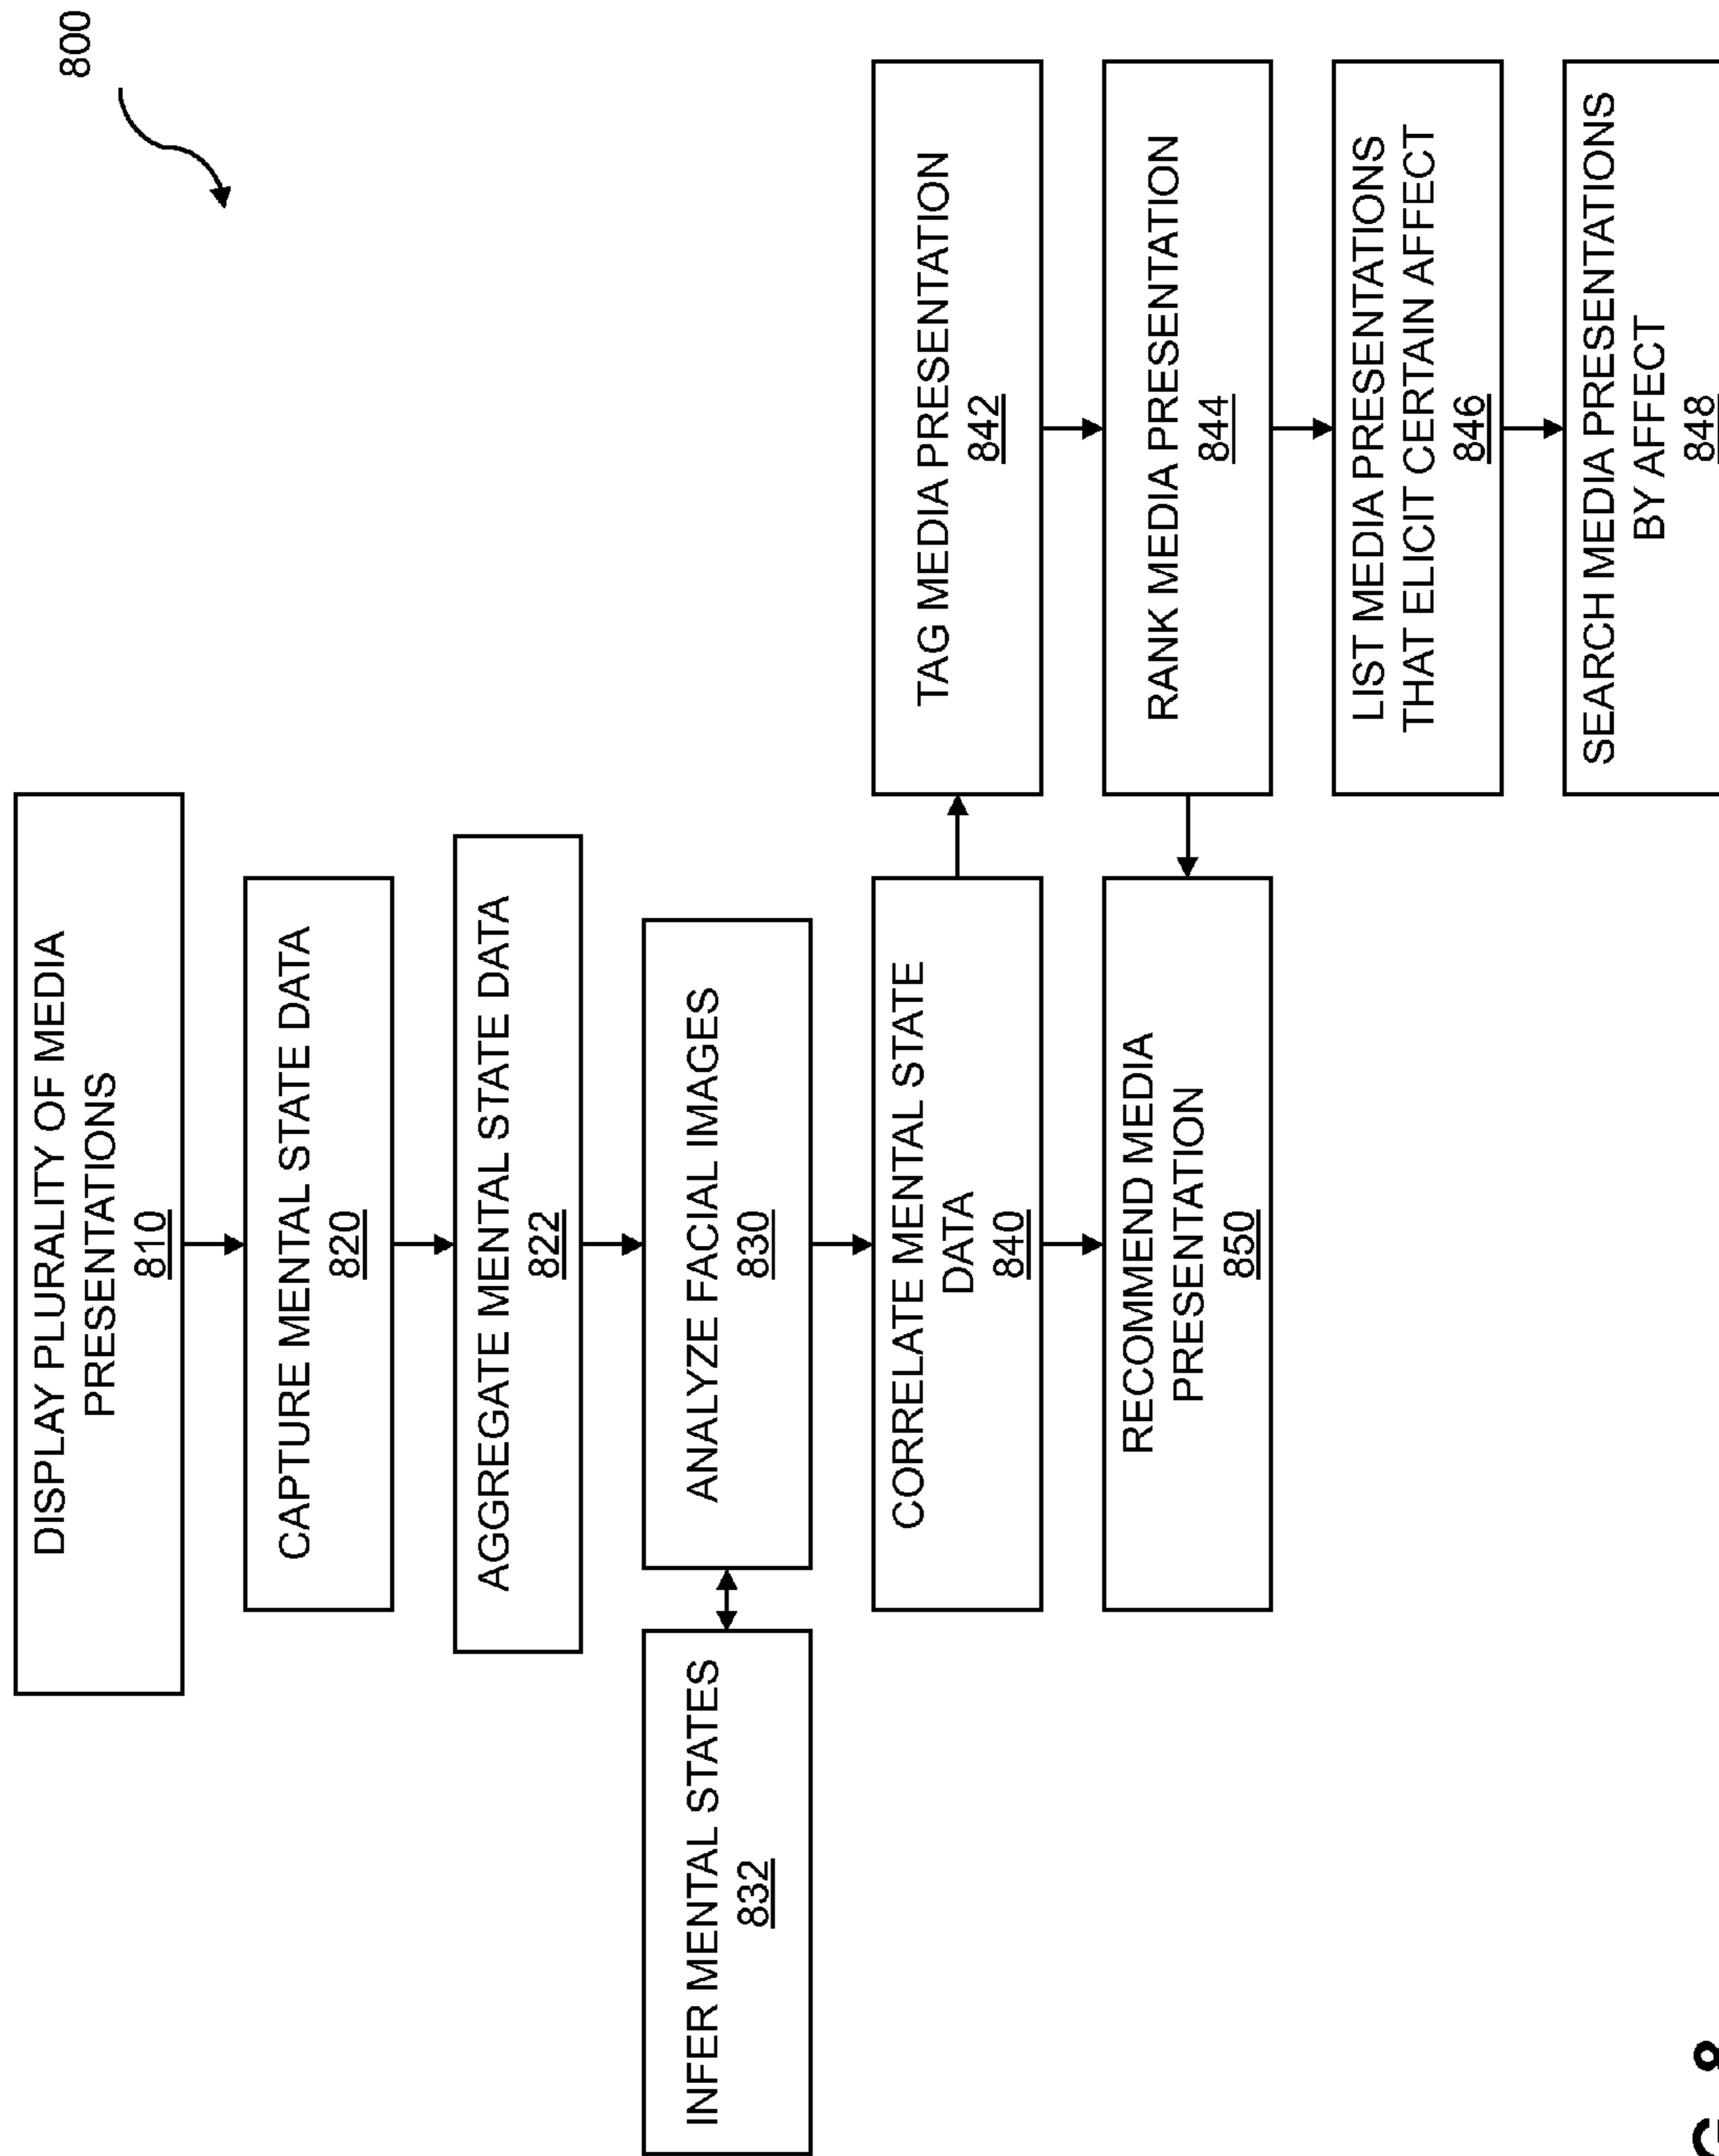 800
DISPLAY PLURALITY OF MEDIA
PRESENTATIONS
810
CAPTURE MENTAL STATE DATA
820
AGGREGATE MENTAL STATE DATA
822
INFER MENTAL STATES
832
ANALYZE FACIAL IMAGES
830
CORRELATE MENTAL STATE
DATA
840
TAG MEDIA PRESENTATION
842
RECOMMEND MEDIA
PRESENTATION
850
RANK MEDIA PRESENTATION
844
LIST MEDIA PRESENTATIONS
THAT ELICIT CERTAIN AFFECT
846
SEARCH MEDIA PRESENTATIONS
BY AFFECT
848